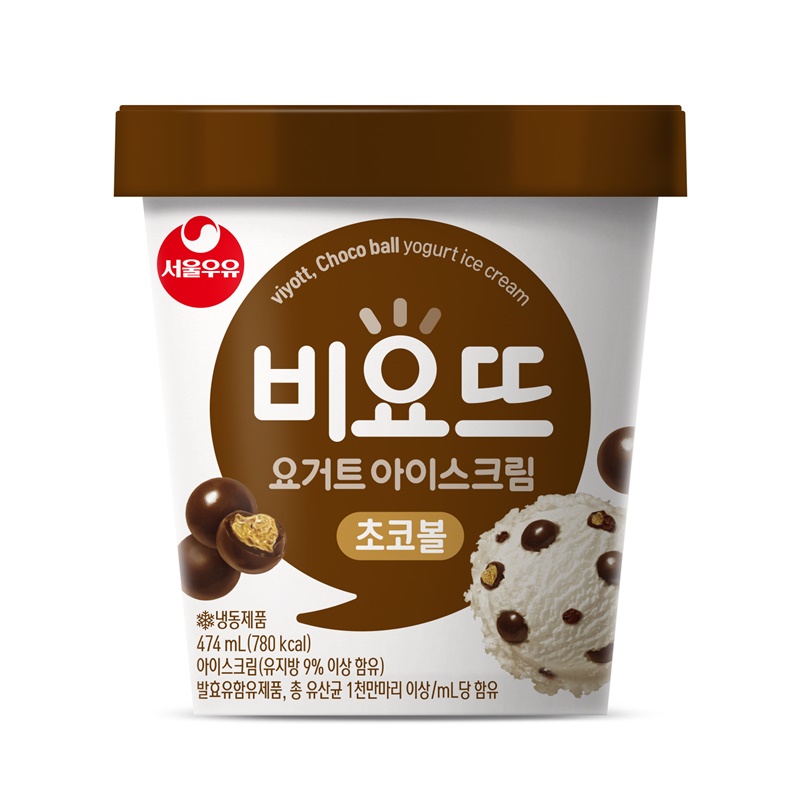 서울우유
viyott, Choco ball yogurt ice cream
비요뜨
요거트 아이스크림
초코볼
냉동제품
474 mL(780 kcal)
아이스크림(유지방 9% 이상 함유)
발효유함유제품, 총 유산균 1천만마리 이상/mL당 함유